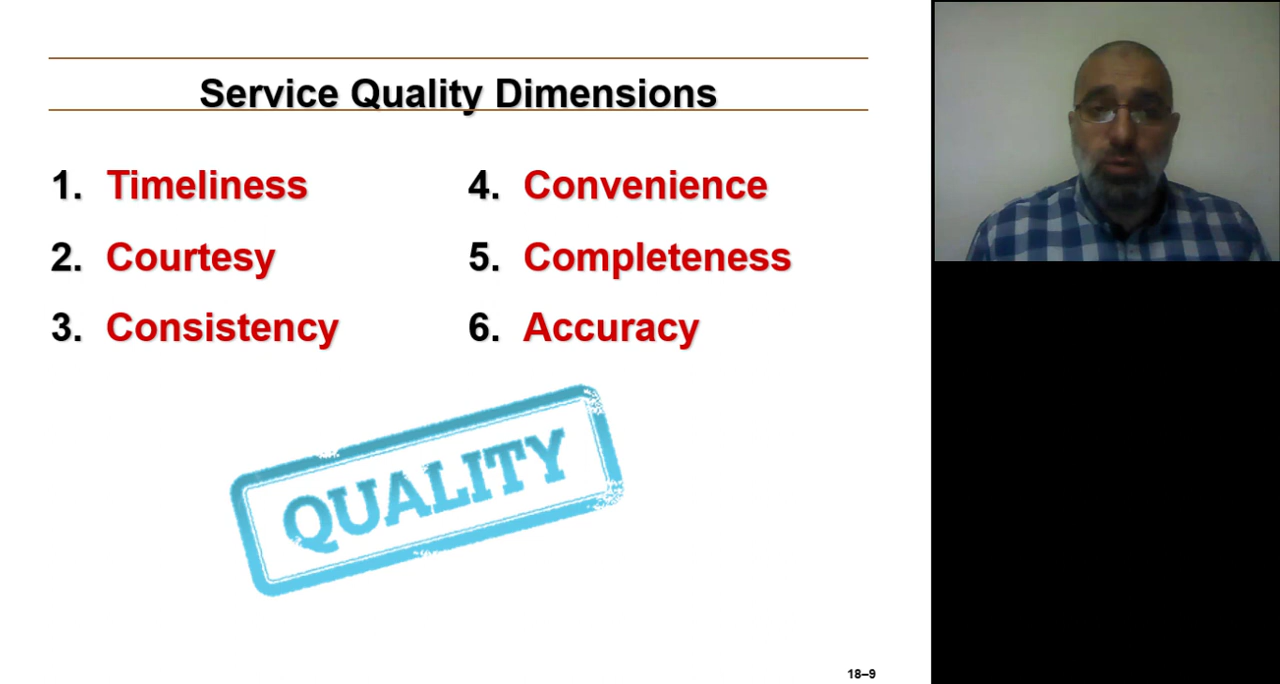 Service Quality Dimensions
1. Timeliness
2. Courtesy
3. Consistency
4. Convenience
5. Completeness
6. Accuracy
QUALITY
18–9